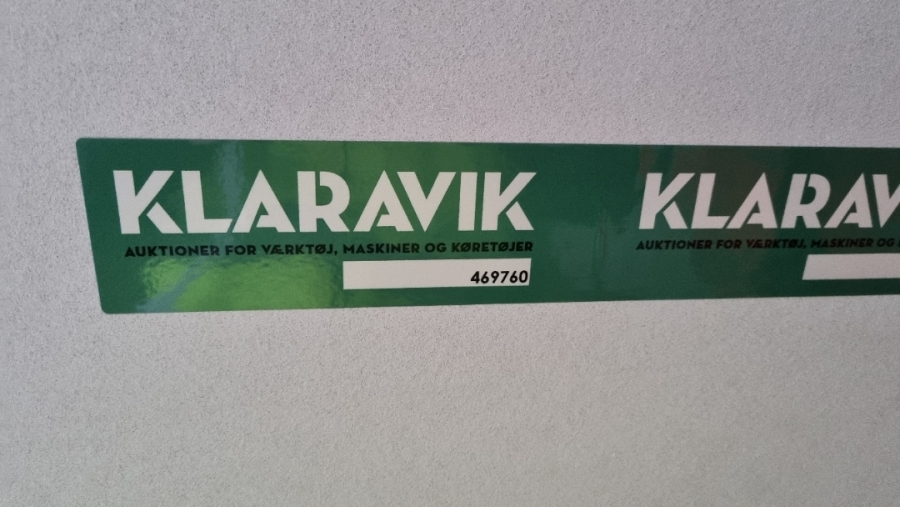 KLARAVIK
AUKTIONER FOR VÆRKTØJ, MASKINER OG KØRETØJER
469760
KLARAV
AUKTIONER FOR VÆRKTØJ, MASKINER OG